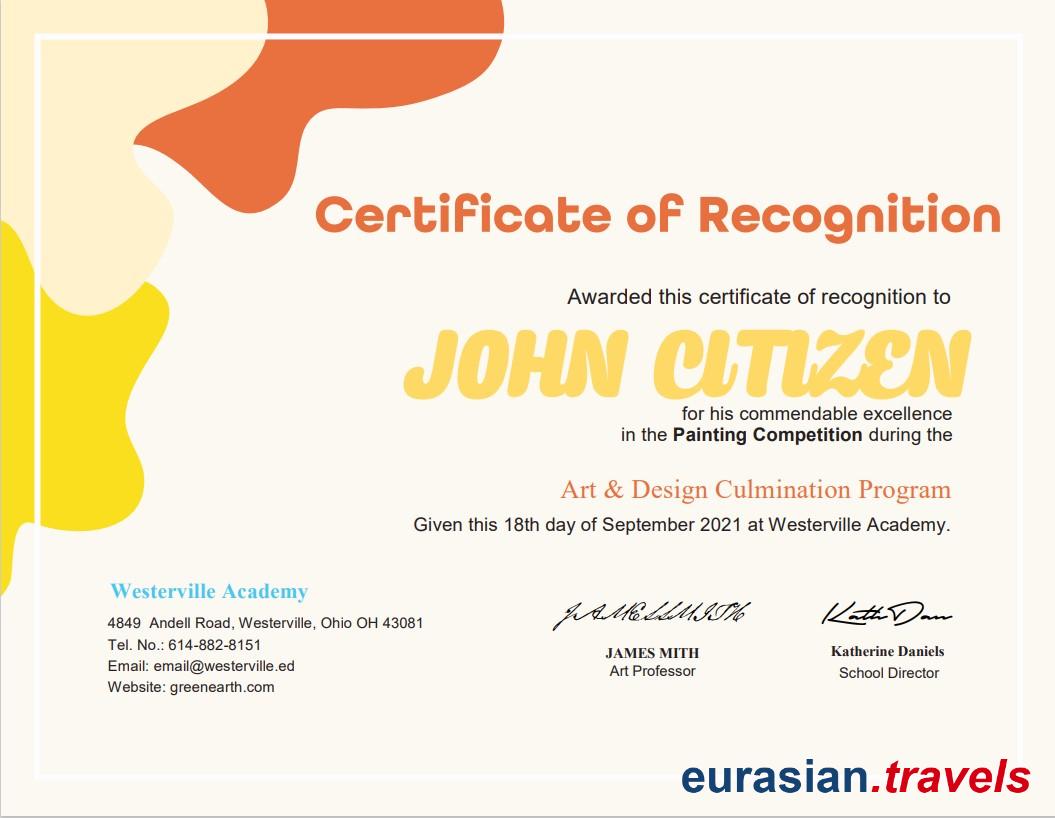 Certificate of Recognition
Awarded this certificate of recognition to
JOHN CITIZEN
for his commendable excellence
in the Painting Competition during the
Art & Design Culmination Program
Given this 18th day of September 2021 at Westerville Academy.
Westerville Academy
4849 Andell Road, Westerville, Ohio OH 43081
Tel. No.: 614-882-8151
Email: email@westerville.ed
Website: greenearth.com
JAMESSMITH
JAMES MITH
Art Professor
Kath Dan
Katherine Daniels
School Director
eurasian.travels